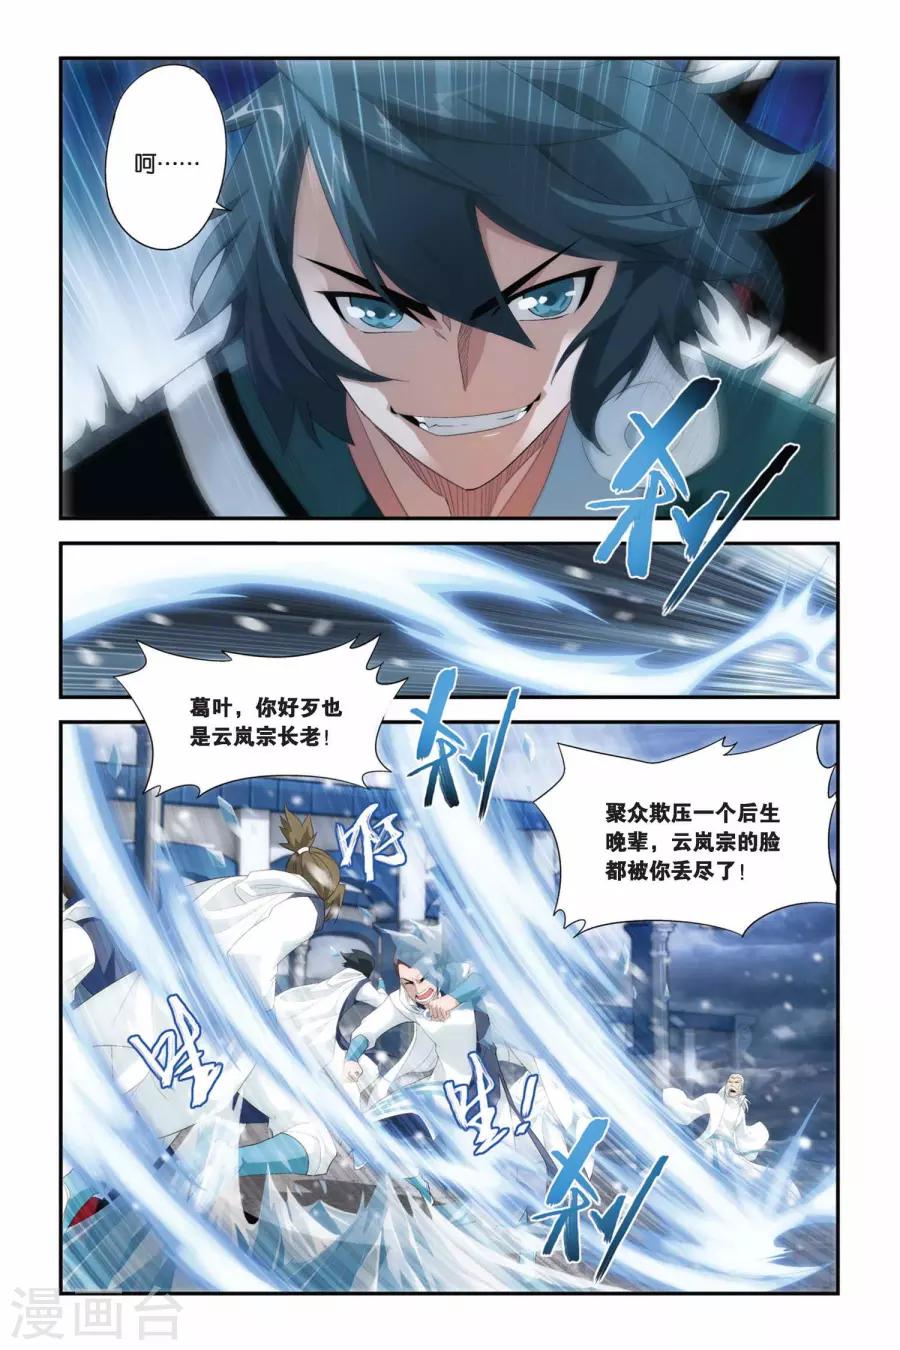 呵……
刹
葛叶，你好歹也
是云岚宗长老！
刹
啊
聚众欺压一个后生
晚辈，云岚宗的脸
都被你丢尽了！
哇
哇！
刹
漫画台